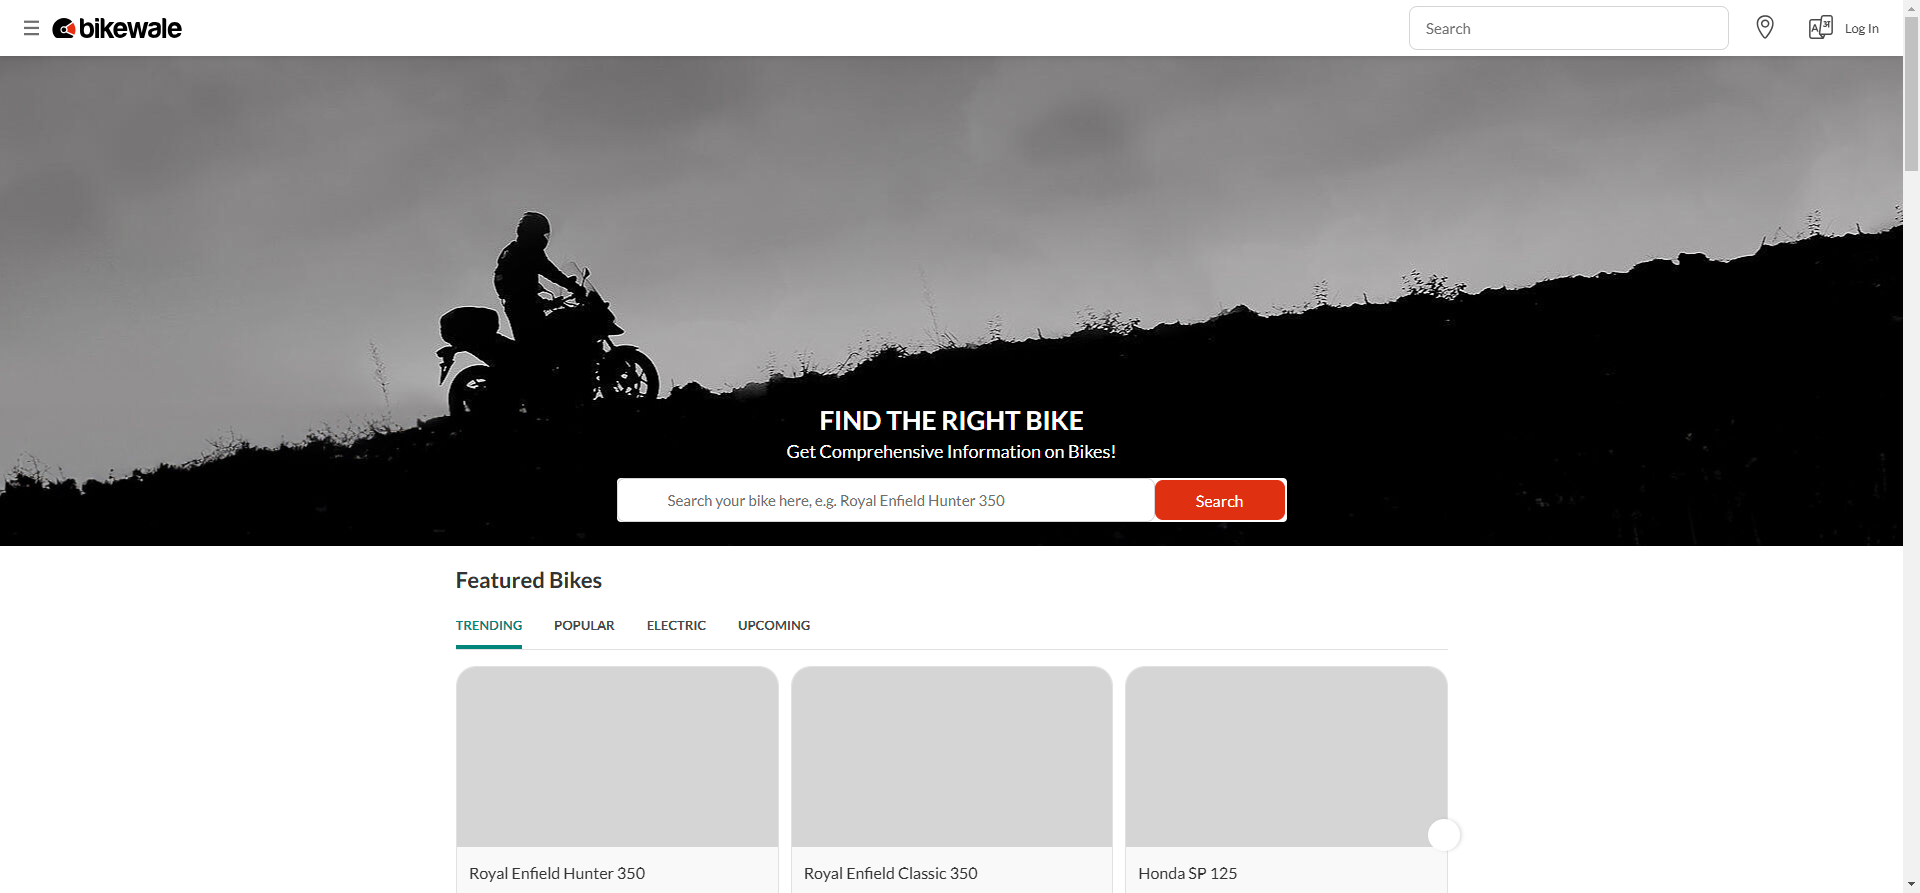 bikewale
Search
Log In
FIND THE RIGHT BIKE
Get Comprehensive Information on Bikes!
Search your bike here, e.g. Royal Enfield Hunter 350
Search
Featured Bikes
TRENDING
POPULAR
ELECTRIC
UPCOMING
Royal Enfield Hunter 350
Royal Enfield Classic 350
Honda SP 125